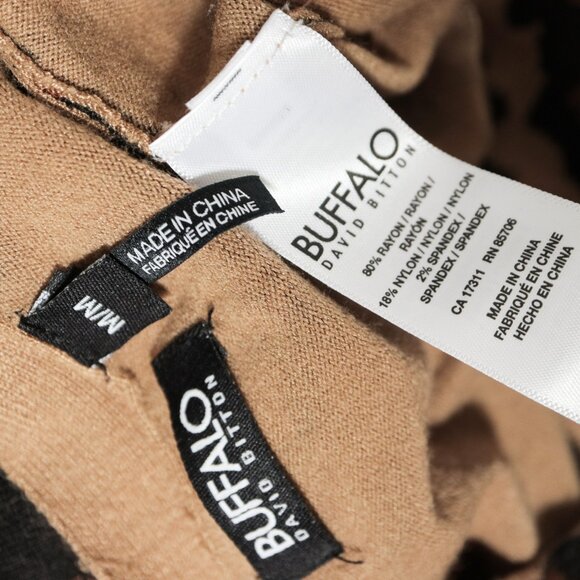 BUFFALO
DAVID BITTON
80% RAYON / RAYON /
RAYÓN
18% NYLON / NYLON / NYLON
2% SPANDEX /
SPANDEX / SPANDEX
CA 17311 RN 85706
MADE IN CHINA
FABRIQUÉ EN CHINE
HECHO EN CHINA
MADE IN CHINA
FABRIQUÉ EN CHINE
M/M
BUFFALO
DAVID BITTON